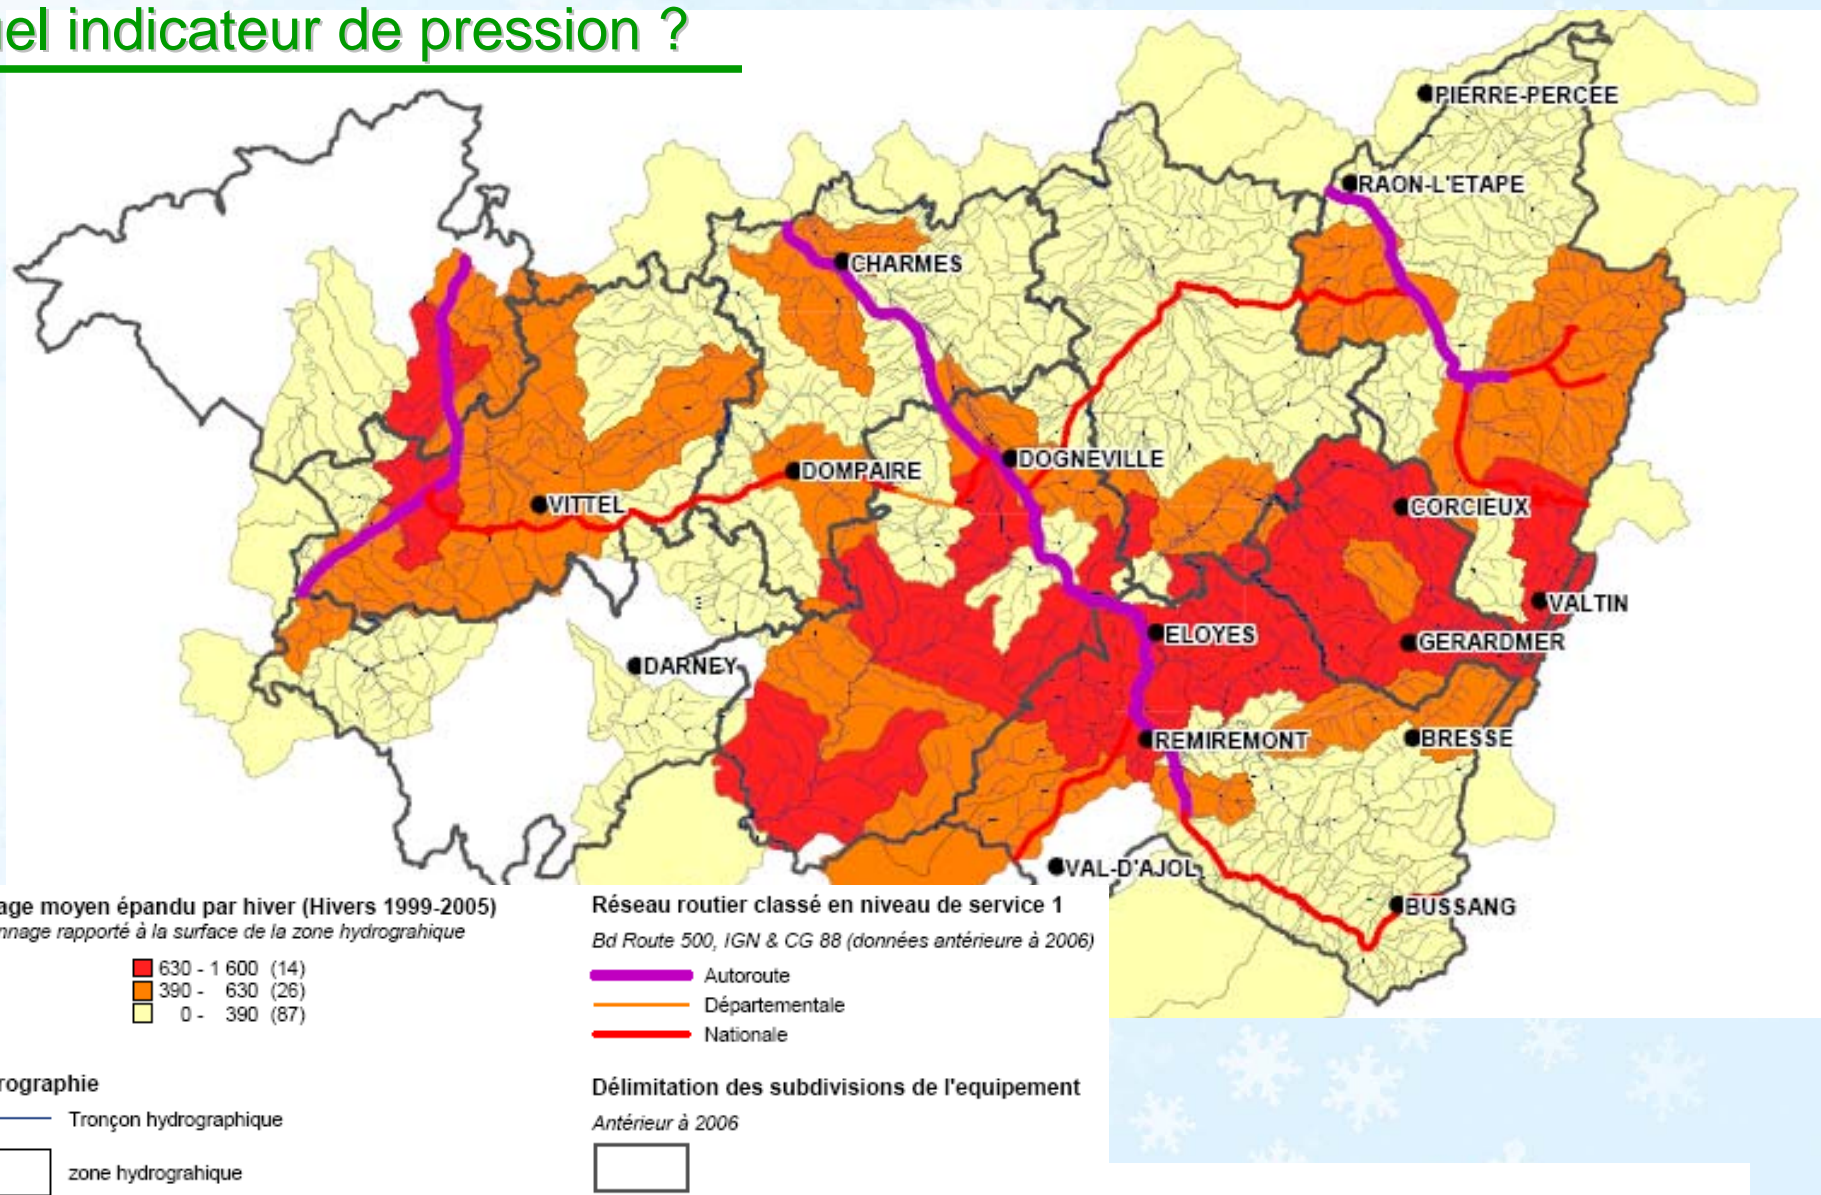 uel indicateur de pression ?
PIERRE-PERCEE
RAON-L'ETAPE
CHARMES
DOMPAIRE
DOGNEVILLE
VITTEL
CORCIEUX
VALTIN
ELOYES
GERARDMER
DARNEY
REMIREMONT
BRESSE
VAL-D'AJOL
BUSSANG
age moyen épandu par hiver (Hivers 1999-2005)
nnage rapporté à la surface de la zone hydrograhique
630 - 1 600 (14)
390 - 630 (26)
0 - 390 (87)
rographie
Tronçon hydrographique
zone hydrograhique
Réseau routier classé en niveau de service 1
Bd Route 500, IGN & CG 88 (données antérieure à 2006)
Autoroute
Départementale
Nationale
Délimitation des subdivisions de l'equipement
Antérieur à 2006